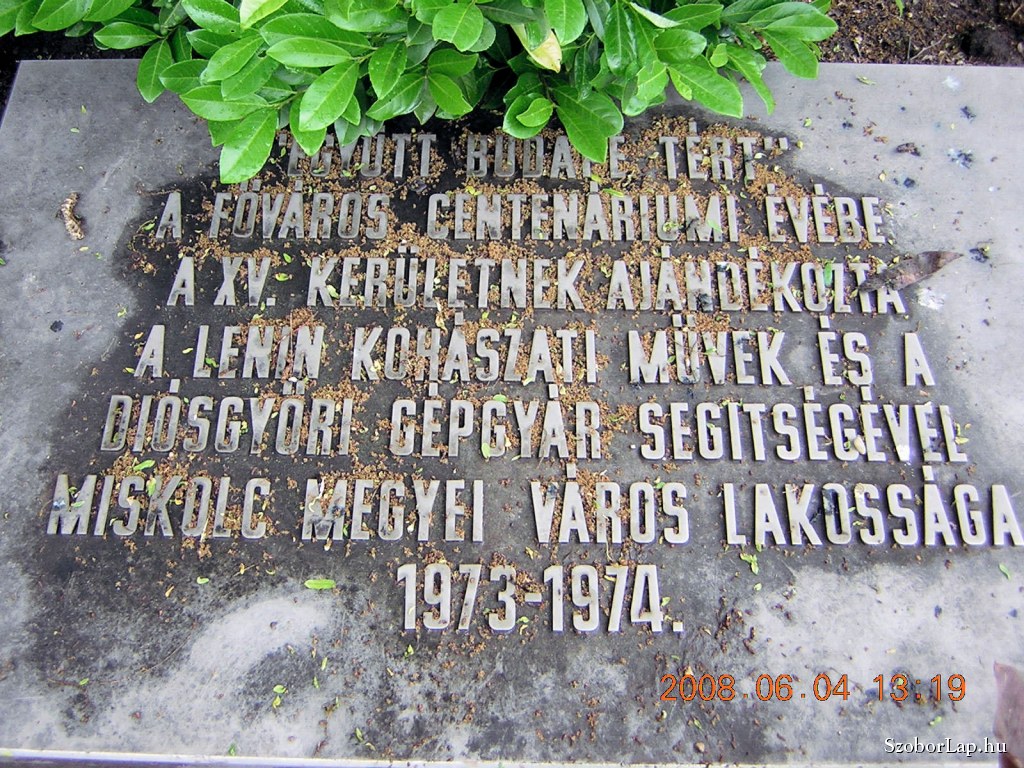 "EGYÜTT BUDAPESTÉRT"
A FŐVÁROS CENTENÁRIUMI ÉVÉBE
A XV. KERÜLETNEK AJÁNDÉKOZTA
A LENIN KOHÁSZATI MŰVEK ÉS A
DIÓSGYŐRI GÉPGYÁR SEGITSÉGÉVEL
MISKOLC MEGYEI VÁROS LAKOSSÁGA
1973-1974.
2008.06.04 13:19
SzoborLap.hu